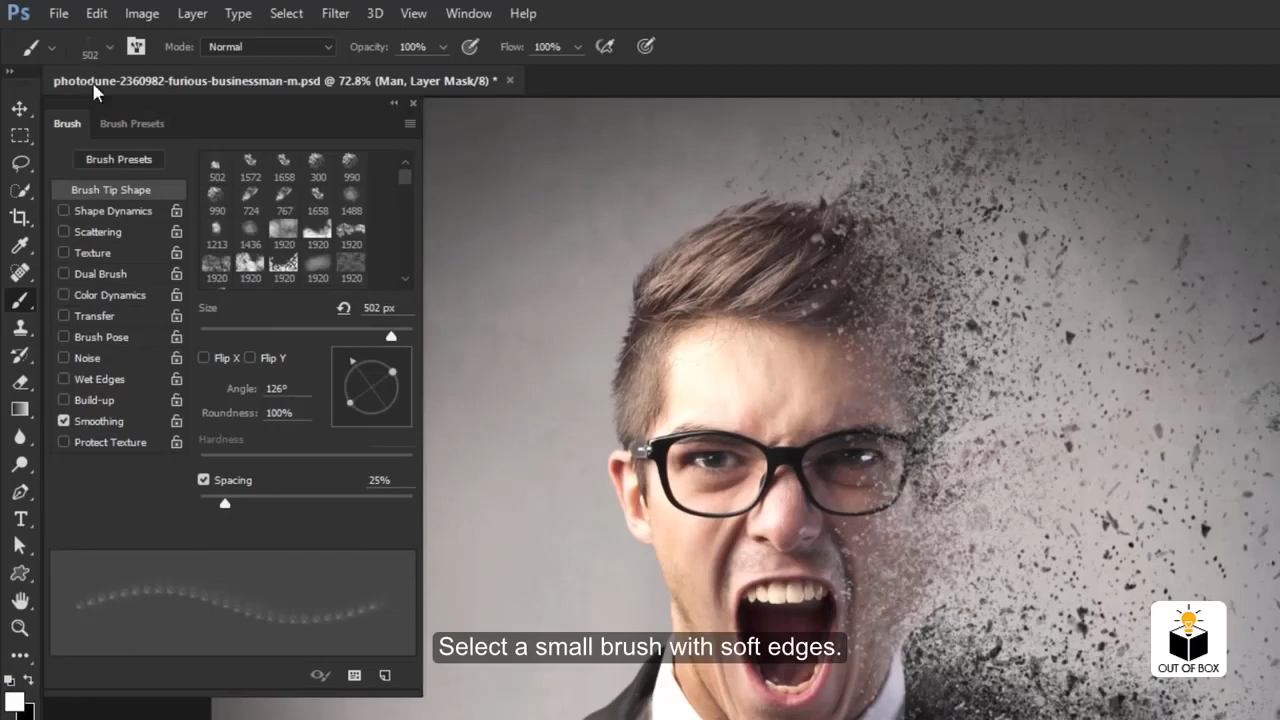 Ps File Edit Image Layer Type Select Filter 3D View Window Help
502 Mode: Normal Opacity: 100% Flow: 100%
photodune-2360982-furious-businessman-m.psd @ 72.8% (Man, Layer Mask/8) *
Brush Brush Presets
Brush Presets
Brush Tip Shape
Shape Dynamics
Scattering
Texture
Dual Brush
Color Dynamics
Transfer
Brush Pose
Noise
Wet Edges
Build-up
Smoothing
Protect Texture
502 1572 1658 300 990
990 724 767 1658 1488
1213 1436 1920 1920 1920
1920 1920 1920 1920 1920
Size 502 px
Flip X Flip Y
Angle: 126º
Roundness: 100%
Hardness
Spacing 25%
Select a small brush with soft edges.
OUT OF BOX